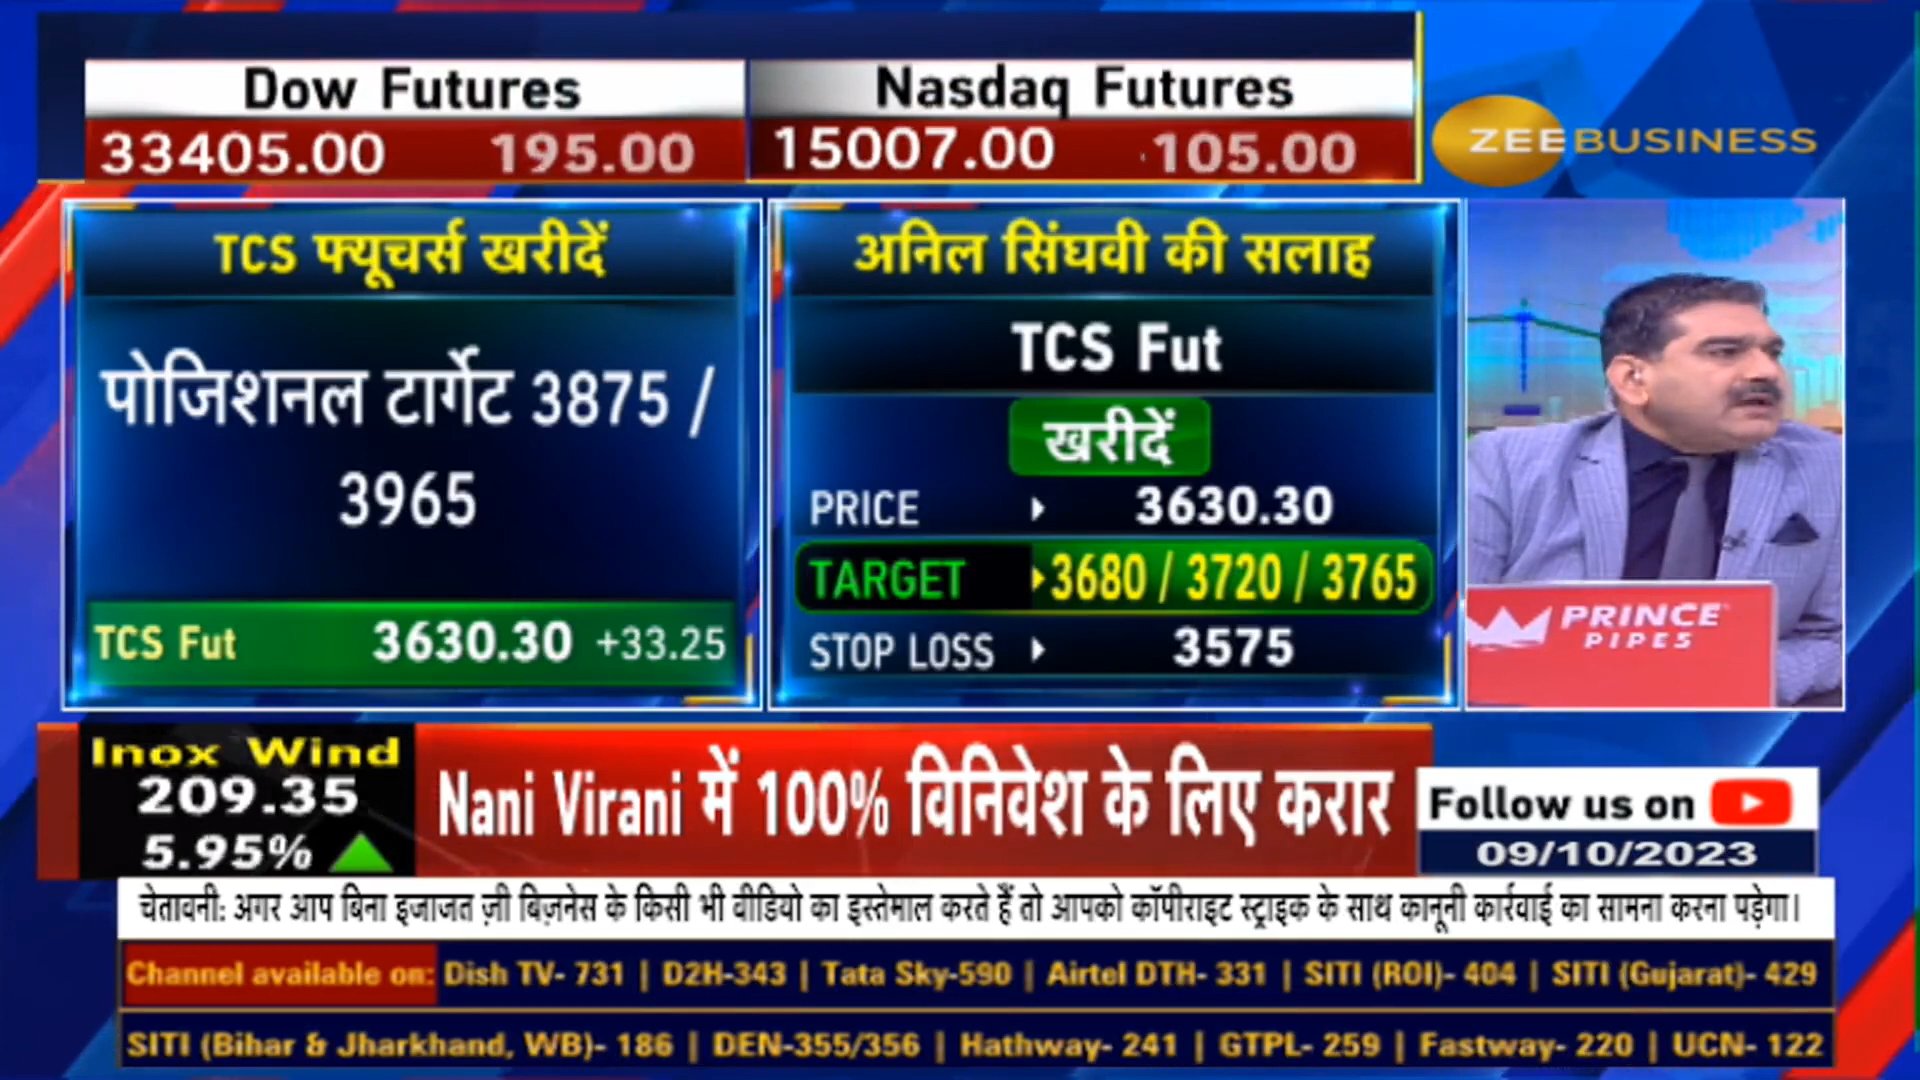 Dow Futures
33405.00 195.00
Nasdaq Futures
15007.00 -105.00
ZEEBUSINESS
TCS फ्यूचर्स खरीदें
पोजिशनल टार्गेट 3875 /
3965
TCS Fut 3630.30 +33.25
अनिल सिंघवी की सलाह
TCS Fut
खरीदें
PRICE 3630.30
TARGET 3680 / 3720 / 3765
STOP LOSS 3575
PRINCE
PIPES
Inox Wind
209.35
5.95%
Nani Virani में 100% विनिवेश के लिए करार
Follow us on
09/10/2023
चेतावनी: अगर आप बिना इजाजत ज़ी बिज़नेस के किसी भी वीडियो का इस्तेमाल करते हैं तो आपको कॉपीराइट स्ट्राइक के साथ कानूनी कार्रवाई का सामना करना पड़ेगा।
Channel available on: Dish TV- 731 | D2H-343 | Tata Sky-590 | Airtel DTH- 331 | SITI (ROI)- 404 | SITI (Gujarat)- 429
SITI (Bihar & Jharkhand, WB)- 186 | DEN-355/356 | Hathway- 241 | GTPL- 259 | Fastway- 220 | UCN- 122